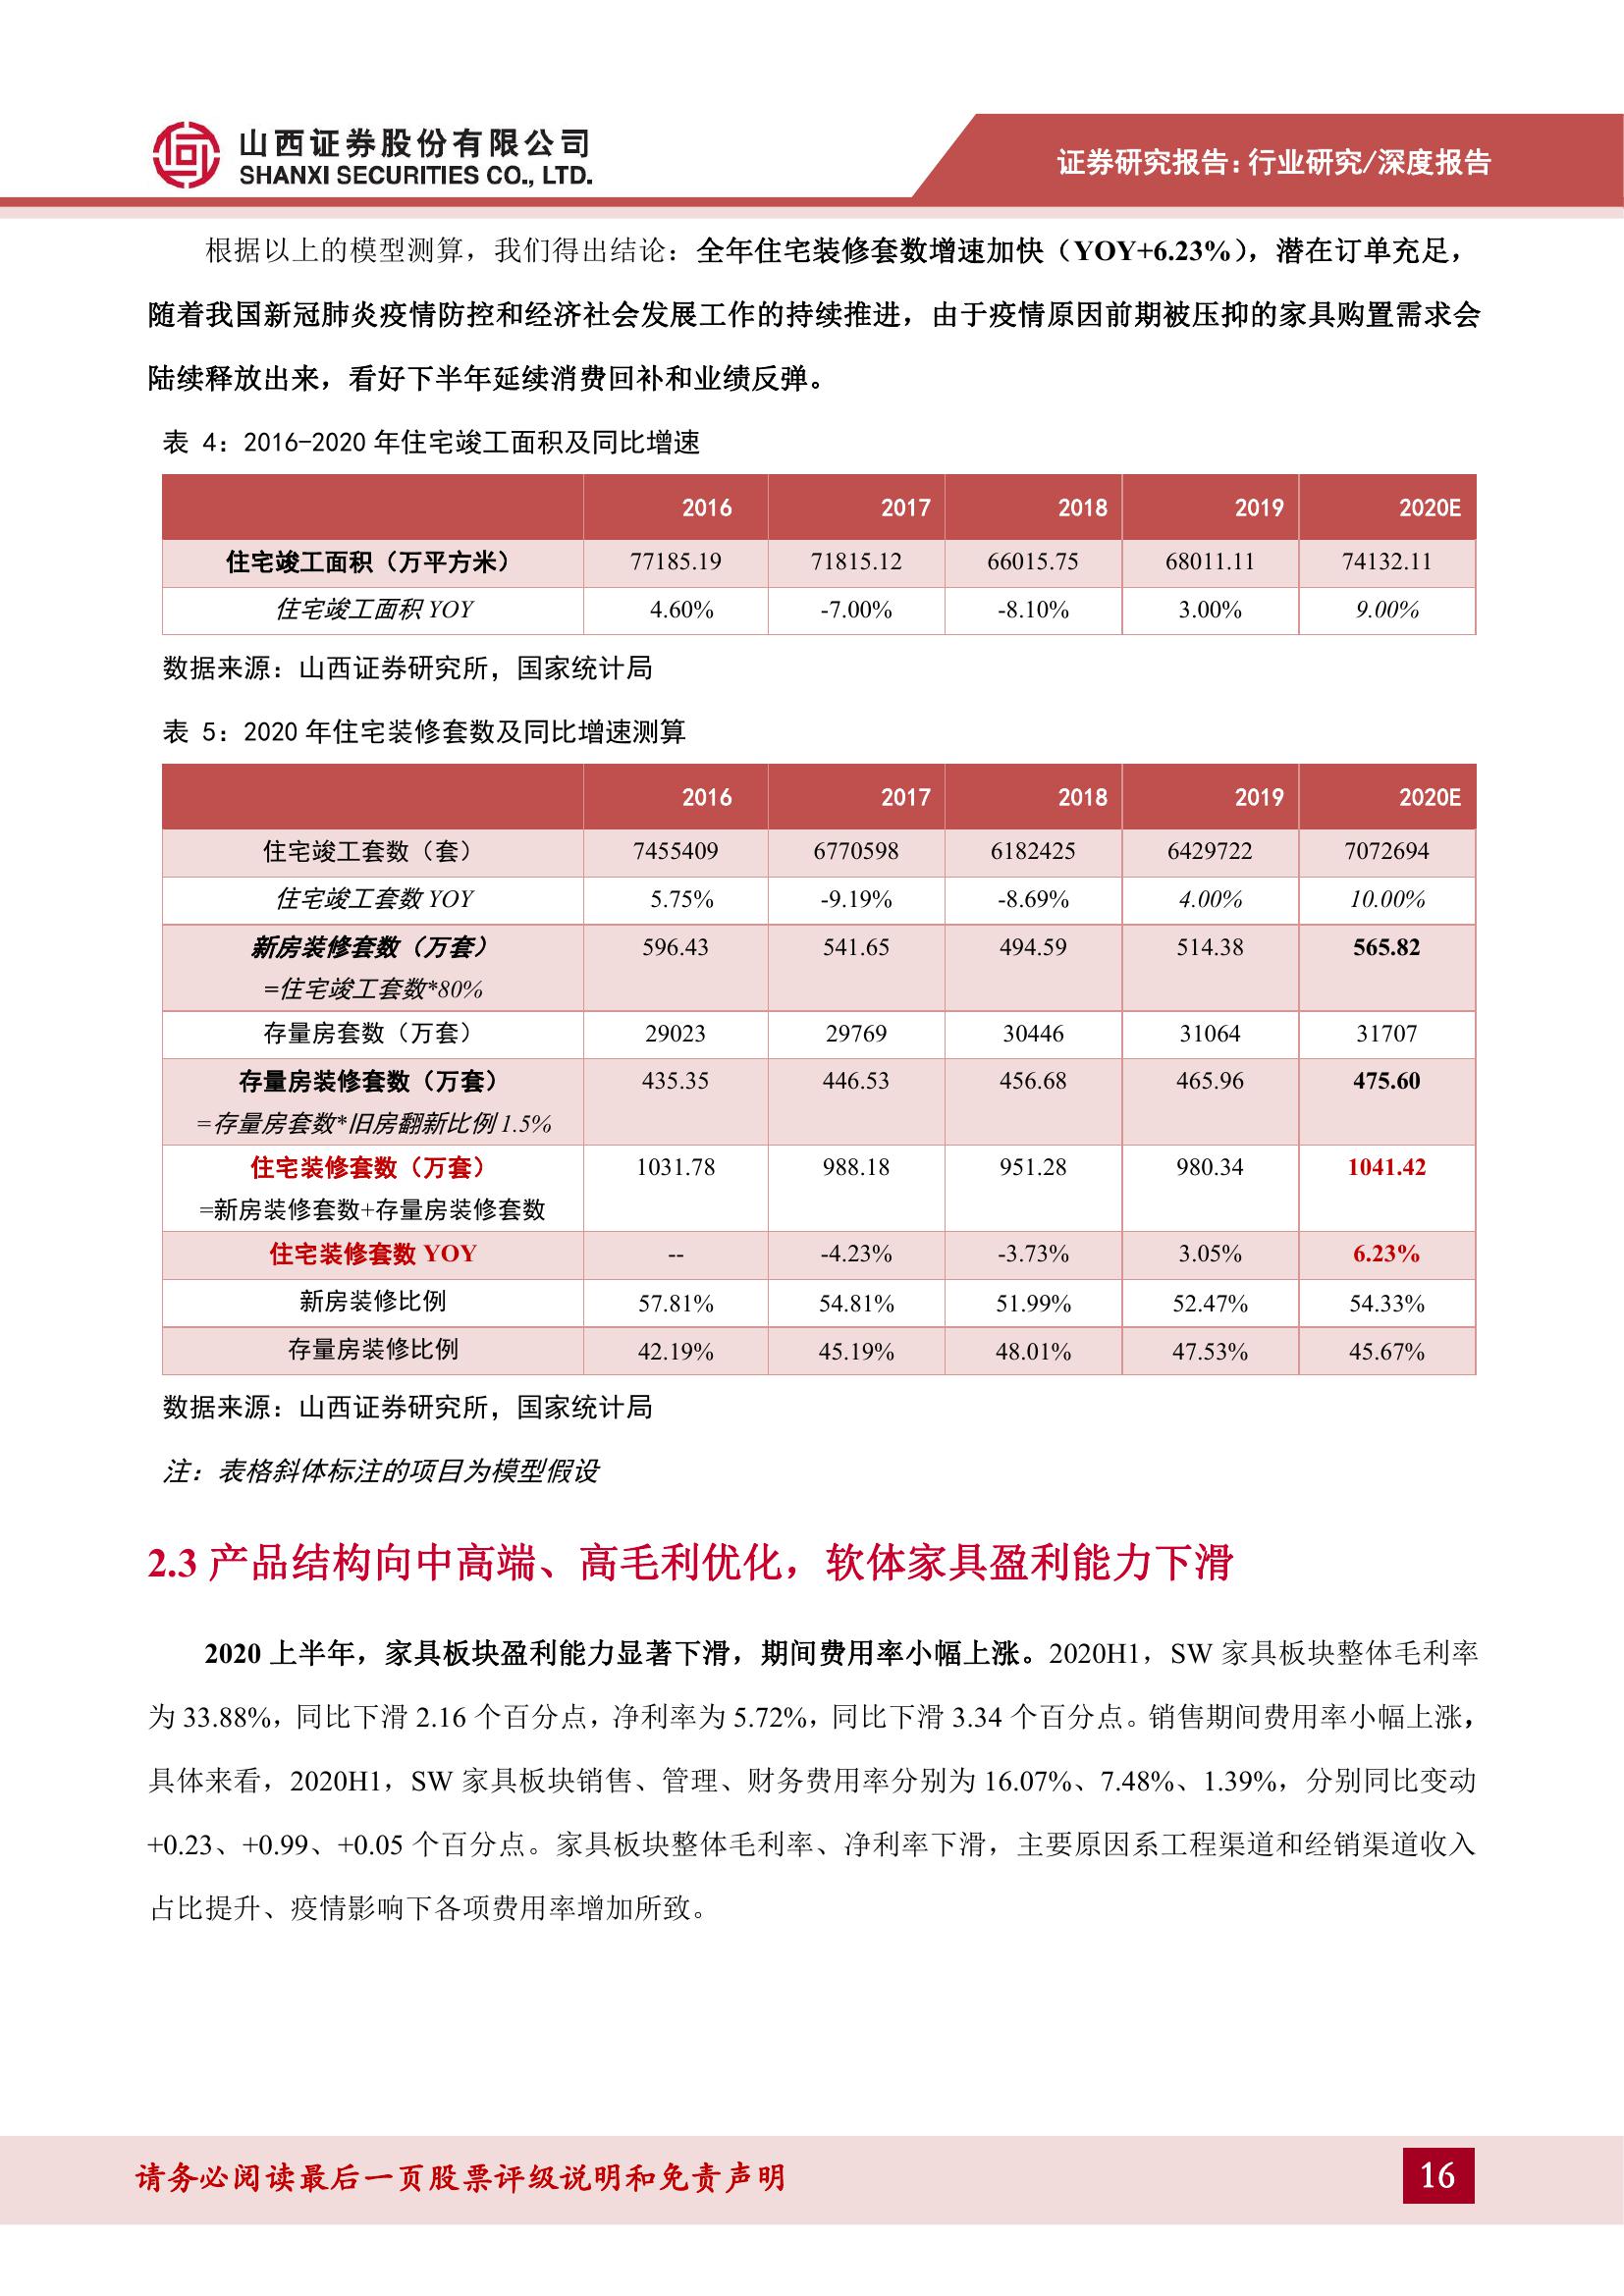 山西证券股份有限公司
SHANXI SECURITIES CO., LTD.
证券研究报告：行业研究/深度报告
根据以上的模型测算，我们得出结论：全年住宅装修套数增速加快（YOY+6.23%），潜在订单充足，
随着我国新冠肺炎疫情防控和经济社会发展工作的持续推进，由于疫情原因前期被压抑的家具购置需求会
陆续释放出来，看好下半年延续消费回补和业绩反弹。
表 4：2016-2020 年住宅竣工面积及同比增速
2016 2017 2018 2019 2020E
住宅竣工面积（万平方米） 77185.19 71815.12 66015.75 68011.11 74132.11
住宅竣工面积 YOY 4.60% -7.00% -8.10% 3.00% 9.00%
数据来源：山西证券研究所，国家统计局
表 5：2020 年住宅装修套数及同比增速测算
2016 2017 2018 2019 2020E
住宅竣工套数（套） 7455409 6770598 6182425 6429722 7072694
住宅竣工套数 YOY 5.75% -9.19% -8.69% 4.00% 10.00%
新房装修套数（万套） 596.43 541.65 494.59 514.38 565.82
=住宅竣工套数*80%
存量房套数（万套） 29023 29769 30446 31064 31707
存量房装修套数（万套） 435.35 446.53 456.68 465.96 475.60
=存量房套数*旧房翻新比例 1.5%
住宅装修套数（万套） 1031.78 988.18 951.28 980.34 1041.42
=新房装修套数+存量房装修套数
住宅装修套数 YOY -- -4.23% -3.73% 3.05% 6.23%
新房装修比例 57.81% 54.81% 51.99% 52.47% 54.33%
存量房装修比例 42.19% 45.19% 48.01% 47.53% 45.67%
数据来源：山西证券研究所，国家统计局
注：表格斜体标注的项目为模型假设
2.3 产品结构向中高端、高毛利优化，软体家具盈利能力下滑
2020 上半年，家具板块盈利能力显著下滑，期间费用率小幅上涨。2020H1，SW 家具板块整体毛利率
为 33.88%，同比下滑 2.16 个百分点，净利率为 5.72%，同比下滑 3.34 个百分点。销售期间费用率小幅上涨，
具体来看，2020H1，SW 家具板块销售、管理、财务费用率分别为 16.07%、7.48%、1.39%，分别同比变动
+0.23、+0.99、+0.05 个百分点。家具板块整体毛利率、净利率下滑，主要原因系工程渠道和经销渠道收入
占比提升、疫情影响下各项费用率增加所致。
请务必阅读最后一页股票评级说明和免责声明
16